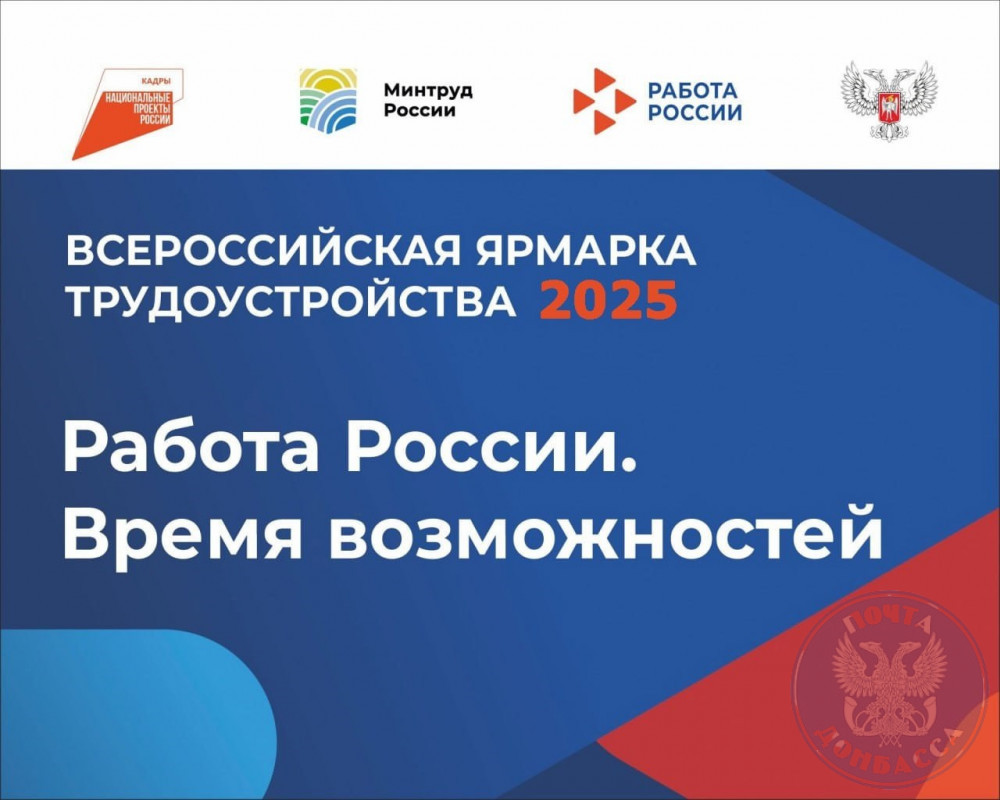 КАДРЫ
НАЦИОНАЛЬНЫЕ
ПРОЕКТЫ
РОССИИ
Минтруд
России
РАБОТА
РОССИИ
ВСЕРОССИЙСКАЯ ЯРМАРКА
ТРУДОУСТРОЙСТВА 2025
Работа России.
Время возможностей
ПОЧТА
ДОНБАССА